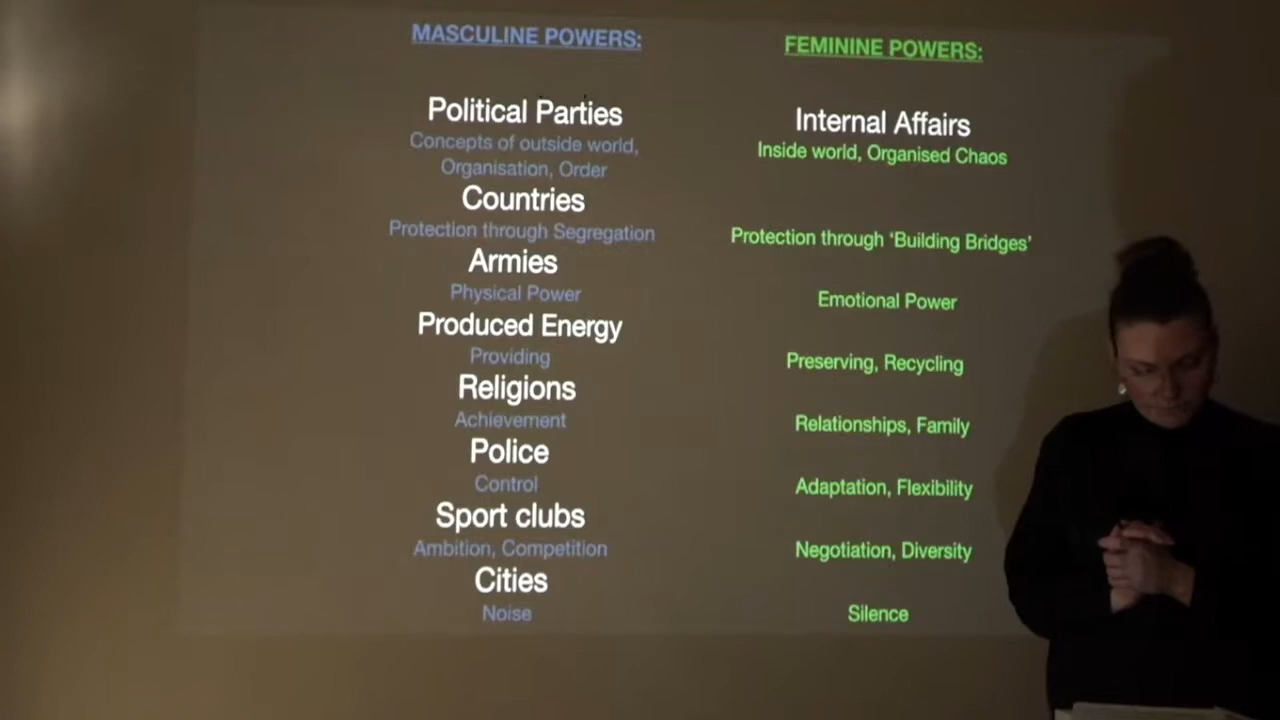 MASCULINE POWERS:
Political Parties
Concepts of outside world,
Organisation, Order
Countries
Protection through Segregation
Armies
Physical Power
Produced Energy
Providing
Religions
Achievement
Police
Control
Sport clubs
Ambition, Competition
Cities
Noise
FEMININE POWERS:
Internal Affairs
Inside world, Organised Chaos
Protection through ‘Building Bridges’
Emotional Power
Preserving, Recycling
Relationships, Family
Adaptation, Flexibility
Negotiation, Diversity
Silence